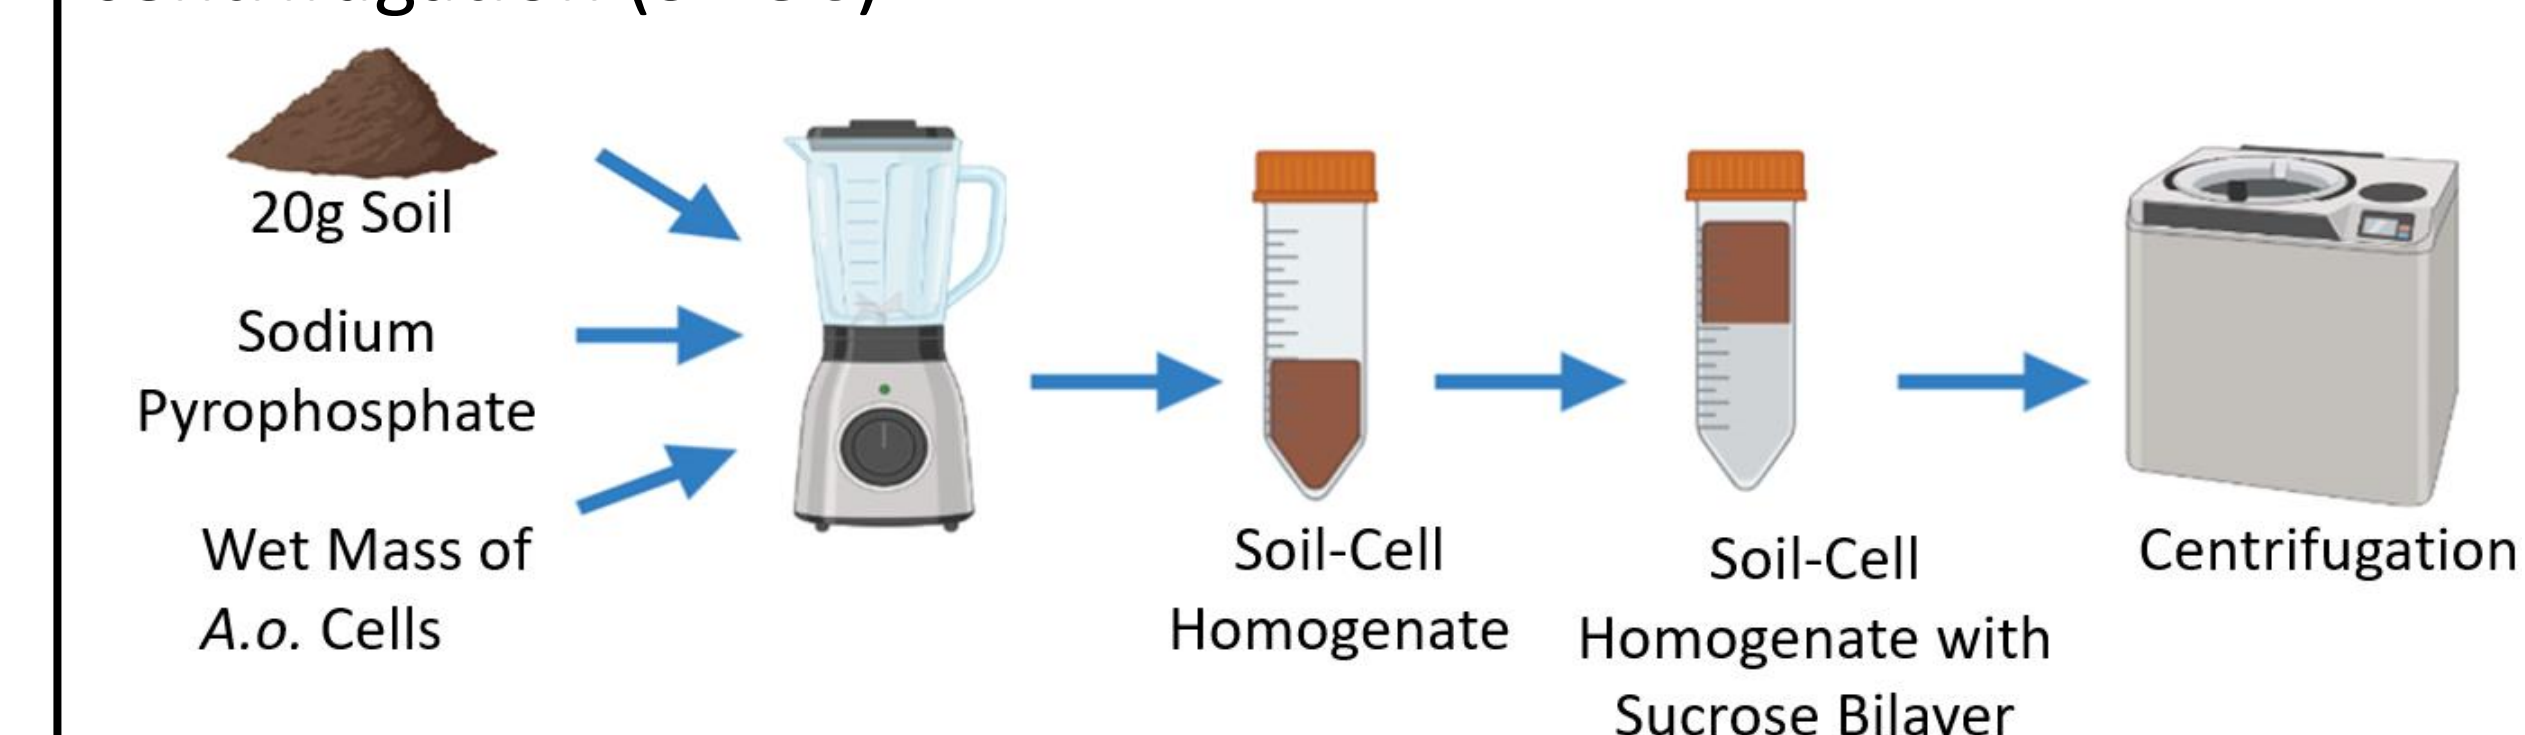 20g Soil
Sodium
Pyrophosphate
Wet Mass of
A.o. Cells
Soil-Cell
Homogenate
Soil-Cell
Homogenate with
Sucrose Bilayer
Centrifugation